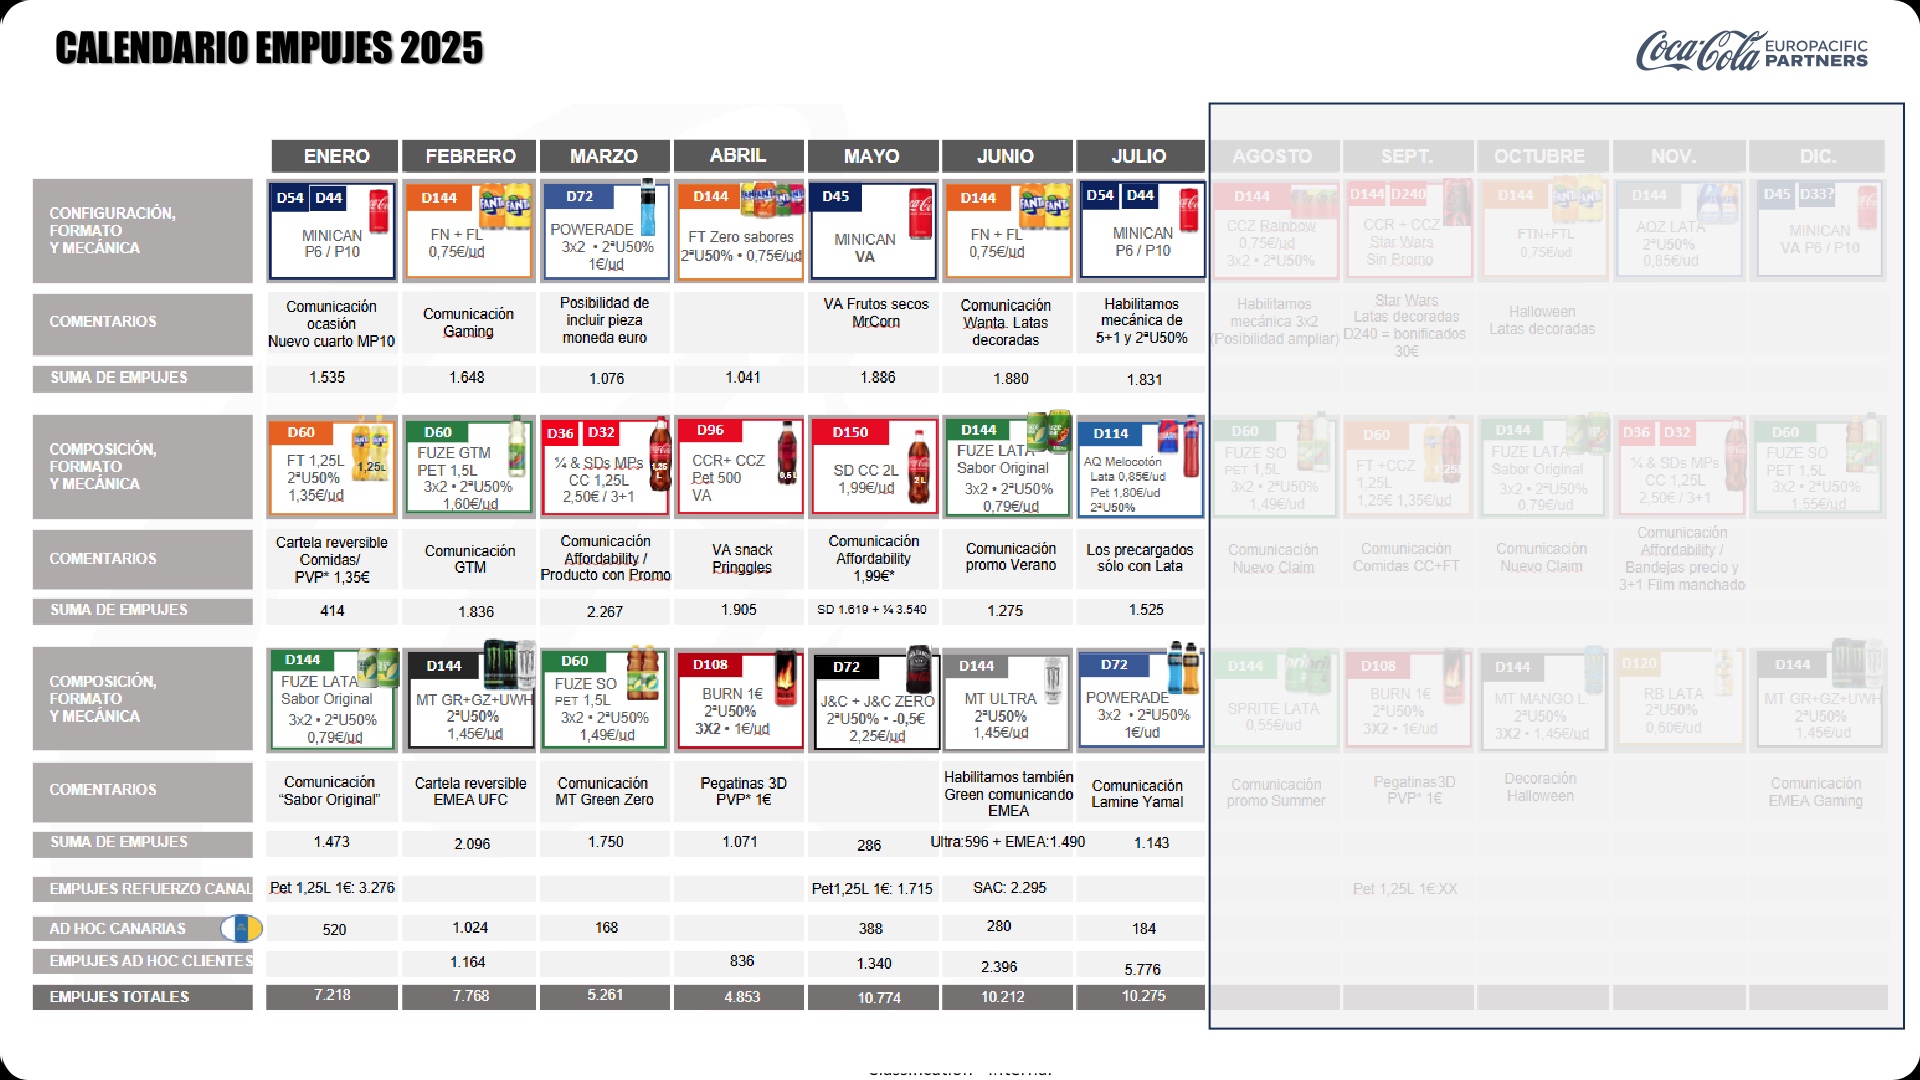 CALENDARIO EMPUJES 2025
Coca-Cola EUROPACIFIC
PARTNERS
ENERO FEBRERO MARZO ABRIL MAYO JUNIO JULIO AGOSTO SEPT. OCTUBRE NOV. DIC.
CONFIGURACIÓN,
FORMATO
Y MECÁNICA
D54 D44
MINICAN
P6 / P10
D144
FN + FL
0,75€/ud
D72
POWERADE
3x2 • 2ªU50%
1€/ud
D144
FT Zero sabores
2ªU50% • 0,75€/ud
D45
MINICAN
VA
D144
FN + FL
0,75€/ud
D54 D44
MINICAN
P6 / P10
D144
CCZ Rainbow
0,75€/ud
3x2 • 2ªU50%
D144 D240
CCR + CCZ
Star Wars
Sin Promo
D144
FTN+FTL
0,75€/ud
D144
AQZ LATA
2ªU50%
0,85€/ud
D45 D33?
MINICAN
VA P6 / P10
COMENTARIOS
Comunicación
ocasión
Nuevo cuarto MP10
Comunicación
Gaming
Posibilidad de
incluir pieza
moneda euro
VA Frutos secos
MrCorn
Comunicación
Wanta. Latas
decoradas
Habilitamos
mecánica de
5+1 y 2ªU50%
Habilitamos
mecánica 3x2
(Posibilidad ampliar)
Star Wars
Latas decoradas
D240 = bonificados
30€
Halloween
Latas decoradas
SUMA DE EMPUJES
1.535 1.648 1.076 1.041 1.886 1.880 1.831
COMPOSICIÓN,
FORMATO
Y MECÁNICA
D60
FT 1,25L
2ªU50%
1,35€/ud
1,25L
D60
FUZE GTM
PET 1,5L
3x2 • 2ªU50%
1,60€/ud
D36 D32
¼ & SDs MPs
CC 1,25L
2,50€ / 3+1
1,25
L
D96
CCR+ CCZ
Pet 500
VA
0,5 L
D150
SD CC 2L
1,99€/ud
2 L
D144
FUZE LATA
Sabor Original
3x2 • 2ªU50%
0,79€/ud
D114
AQ Melocotón
Lata 0,85€/ud
Pet 1,80€/ud
2ªU50%
D60
FUZE SO
PET 1,5L
3x2 • 2ªU50%
1,49€/ud
D60
FT +CCZ
1,25L
1,25€ 1,35€/ud
1,25L
D144
FUZE LATA
Sabor Original
3x2 • 2ªU50%
0,79€/ud
D36 D32
¼ & SDs MPs
CC 1,25L
2,50€ / 3+1
D60
FUZE SO
PET 1,5L
3x2 • 2ªU50%
1,55€/ud
COMENTARIOS
Cartela reversible
Comidas/
PVP* 1,35€
Comunicación
GTM
Comunicación
Affordability /
Producto con Promo
VA snack
Pringgles
Comunicación
Affordability
1,99€*
Comunicación
promo Verano
Los precargados
sólo con Lata
Comunicación
Nuevo Claim
Comunicación
Comidas CC+FT
Comunicación
Nuevo Claim
Comunicación
Affordability /
Bandejas precio y
3+1 Film manchado
SUMA DE EMPUJES
414 1.836 2.267 1.905 SD 1.619 + ¼ 3.540 1.275 1.525
COMPOSICIÓN,
FORMATO
Y MECÁNICA
D144
FUZE LATA
Sabor Original
3x2 • 2ªU50%
0,79€/ud
D144
MT GR+GZ+UWH
2ªU50%
1,45€/ud
D60
FUZE SO
PET 1,5L
3x2 • 2ªU50%
1,49€/ud
D108
BURN 1€
2ªU50%
3X2 • 1€/ud
D72
J&C + J&C ZERO
2ªU50% • -0,5€
2,25€/ud
D144
MT ULTRA
2ªU50%
1,45€/ud
D72
POWERADE
3x2 • 2ªU50%
1€/ud
D144
SPRITE LATA
0,55€/ud
D108
BURN 1€
2ªU50%
3X2 • 1€/ud
D144
MT MANGO L.
2ªU50%
3X2 • 1,45€/ud
D120
RB LATA
2ªU50%
0,60€/ud
D144
MT GR+GZ+UWH
2ªU50%
1,45€/ud
COMENTARIOS
Comunicación
“Sabor Original”
Cartela reversible
EMEA UFC
Comunicación
MT Green Zero
Pegatinas 3D
PVP* 1€
Habilitamos también
Green comunicando
EMEA
Comunicación
Lamine Yamal
Comunicación
promo Summer
Pegatinas3D
PVP* 1€
Decoración
Halloween
Comunicación
EMEA Gaming
SUMA DE EMPUJES
1.473 2.096 1.750 1.071 286 Ultra:596 + EMEA:1.490 1.143
EMPUJES REFUERZO CANAL
Pet 1,25L 1€: 3.276 Pet1,25L 1€: 1.715 SAC: 2.295 Pet 1,25L 1€:XX
AD HOC CANARIAS
520 1.024 168 388 280 184
EMPUJES AD HOC CLIENTES
1.164 836 1.340 2.396 5.776
EMPUJES TOTALES
7.218 7.768 5.261 4.853 10.774 10.212 10.275